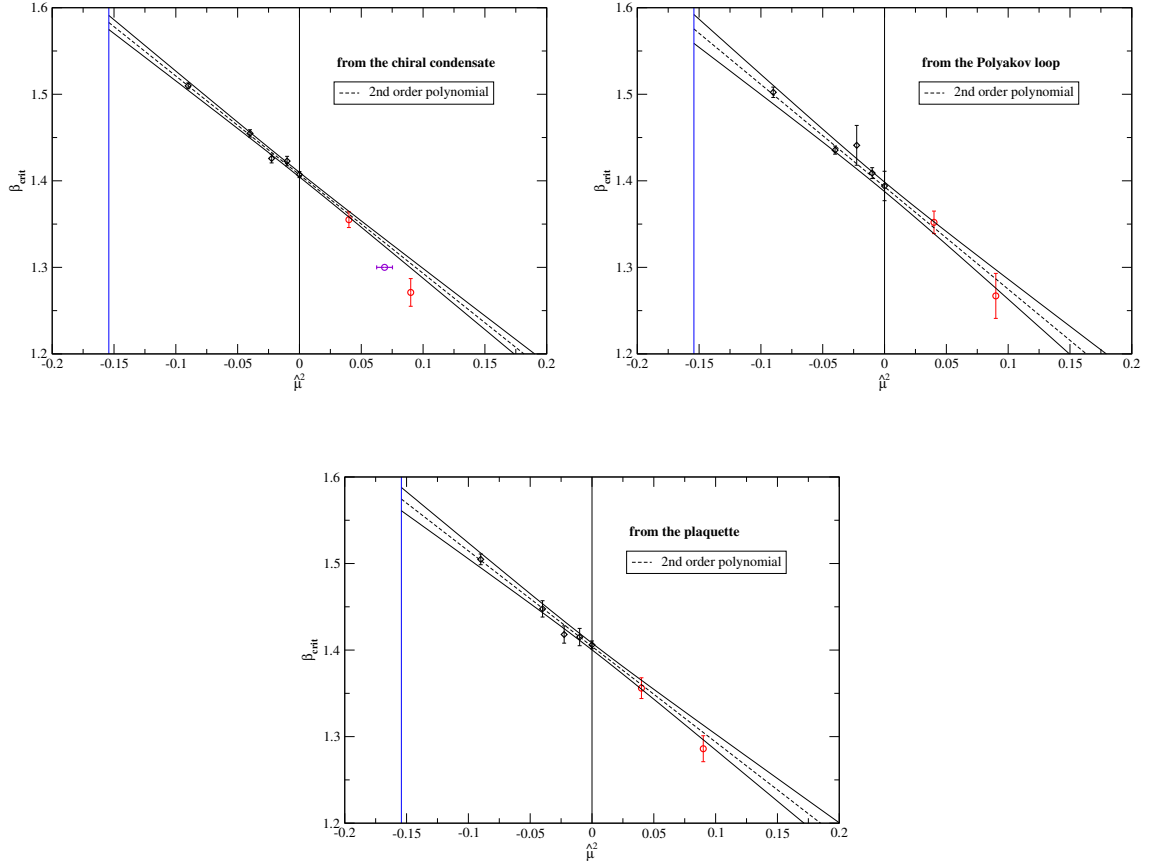 1.6
1.5
1.4
1.3
1.2
βcrit
from the chiral condensate
2nd order polynomial
-0.2 -0.15 -0.1 -0.05 0 0.05 0.1 0.15 0.2
μ̂²
1.6
1.5
1.4
1.3
1.2
βcrit
from the Polyakov loop
2nd order polynomial
-0.2 -0.15 -0.1 -0.05 0 0.05 0.1 0.15 0.2
μ̂²
1.6
1.5
1.4
1.3
1.2
βcrit
from the plaquette
2nd order polynomial
-0.2 -0.15 -0.1 -0.05 0 0.05 0.1 0.15 0.2
μ̂²